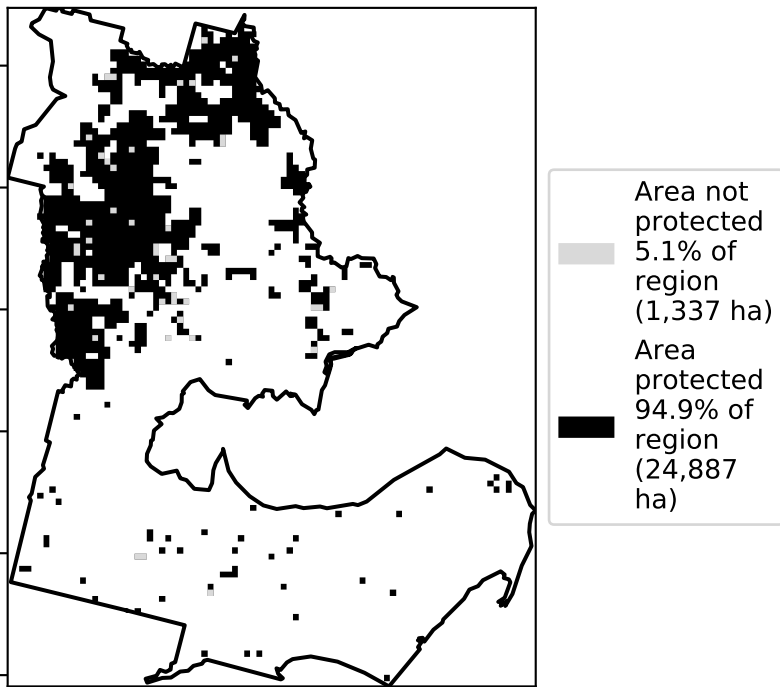 Area not
protected
5.1% of
region
(1,337 ha)
Area
protected
94.9% of
region
(24,887
ha)